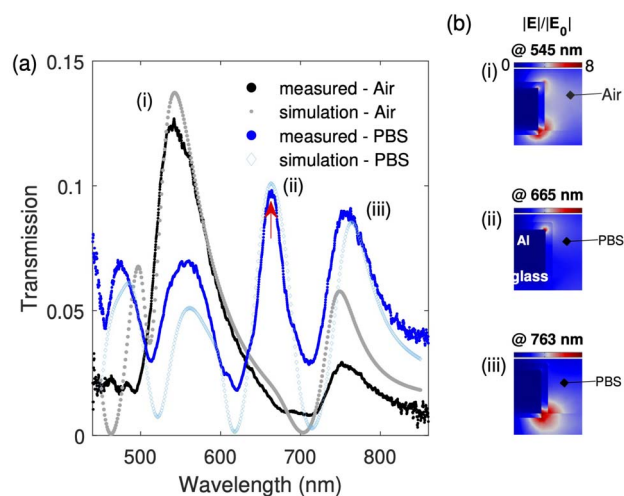 (a)
0.15
0.1
0.05
0
Transmission
500
600
700
800
Wavelength (nm)
(i)
(ii)
(iii)
measured - Air
simulation - Air
measured - PBS
simulation - PBS
(b)
|E|/|E0|
@ 545 nm
0 8
(i)
Air
@ 665 nm
(ii)
Al
glass
PBS
@ 763 nm
(iii)
PBS